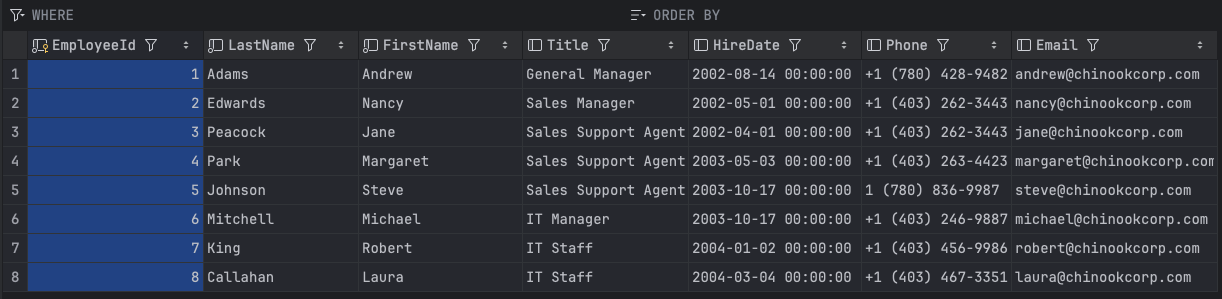 WHERE ORDER BY
EmployeeId LastName FirstName Title HireDate Phone Email
1 1 Adams Andrew General Manager 2002-08-14 00:00:00 +1 (780) 428-9482 andrew@chinookcorp.com
2 2 Edwards Nancy Sales Manager 2002-05-01 00:00:00 +1 (403) 262-3443 nancy@chinookcorp.com
3 3 Peacock Jane Sales Support Agent 2002-04-01 00:00:00 +1 (403) 262-3443 jane@chinookcorp.com
4 4 Park Margaret Sales Support Agent 2003-05-03 00:00:00 +1 (403) 263-4423 margaret@chinookcorp.com
5 5 Johnson Steve Sales Support Agent 2003-10-17 00:00:00 1 (780) 836-9987 steve@chinookcorp.com
6 6 Mitchell Michael IT Manager 2003-10-17 00:00:00 +1 (403) 246-9887 michael@chinookcorp.com
7 7 King Robert IT Staff 2004-01-02 00:00:00 +1 (403) 456-9986 robert@chinookcorp.com
8 8 Callahan Laura IT Staff 2004-03-04 00:00:00 +1 (403) 467-3351 laura@chinookcorp.com